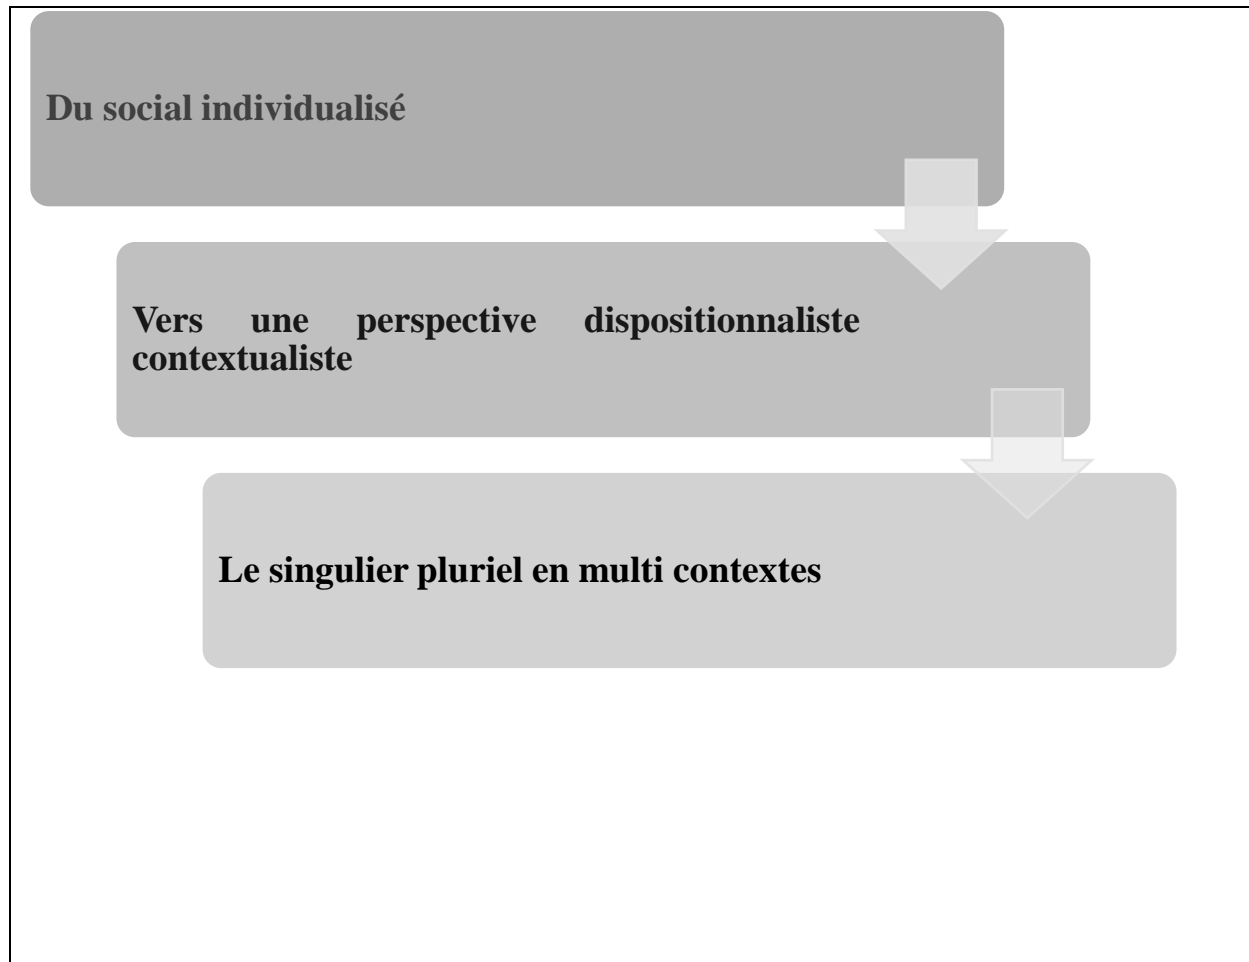 Du social individualisé
Vers une perspective dispositionnaliste
contextualiste
Le singulier pluriel en multi contextes